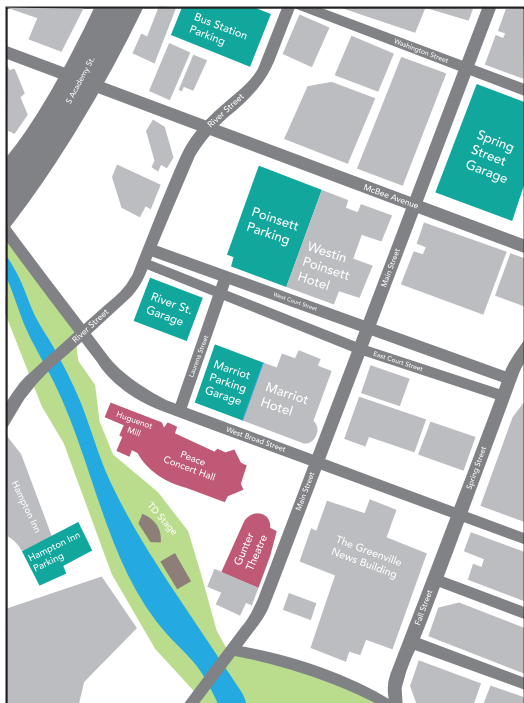 Bus Station
Parking
Washington Street
S Academy St.
River Street
Spring
Street
Garage
McBee Avenue
Poinsett
Parking
Westin
Poinsett
Hotel
Main Street
West Court Street
River St.
Garage
River Street
Laurens Street
East Court Street
Marriot
Parking
Garage
Marriot
Hotel
Huguenot
Mill
West Broad Street
Peace
Concert Hall
Spring Street
Main Street
Hampton Inn
TD Stage
Gunter
Theatre
The Greenville
News Building
Hampton Inn
Parking
Fall Street